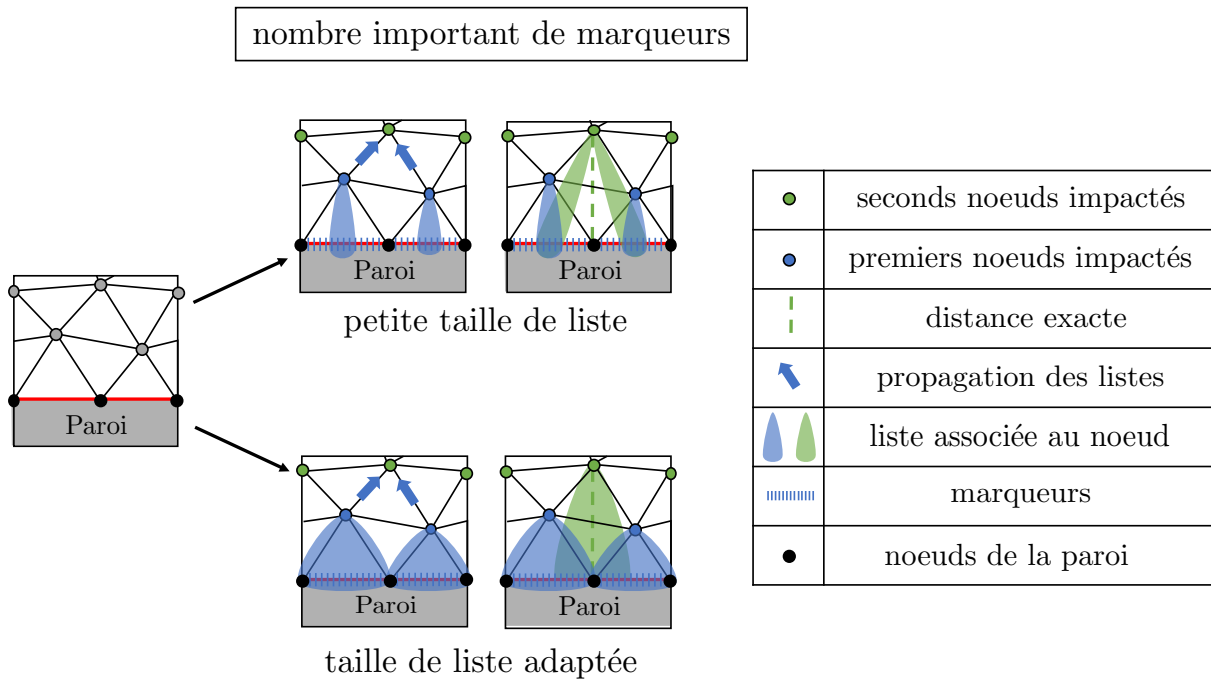 nombre important de marqueurs
Paroi
Paroi
petite taille de liste
Paroi
Paroi
Paroi
taille de liste adaptée
seconds noeuds impactés
premiers noeuds impactés
distance exacte
propagation des listes
liste associée au noeud
marqueurs
noeuds de la paroi